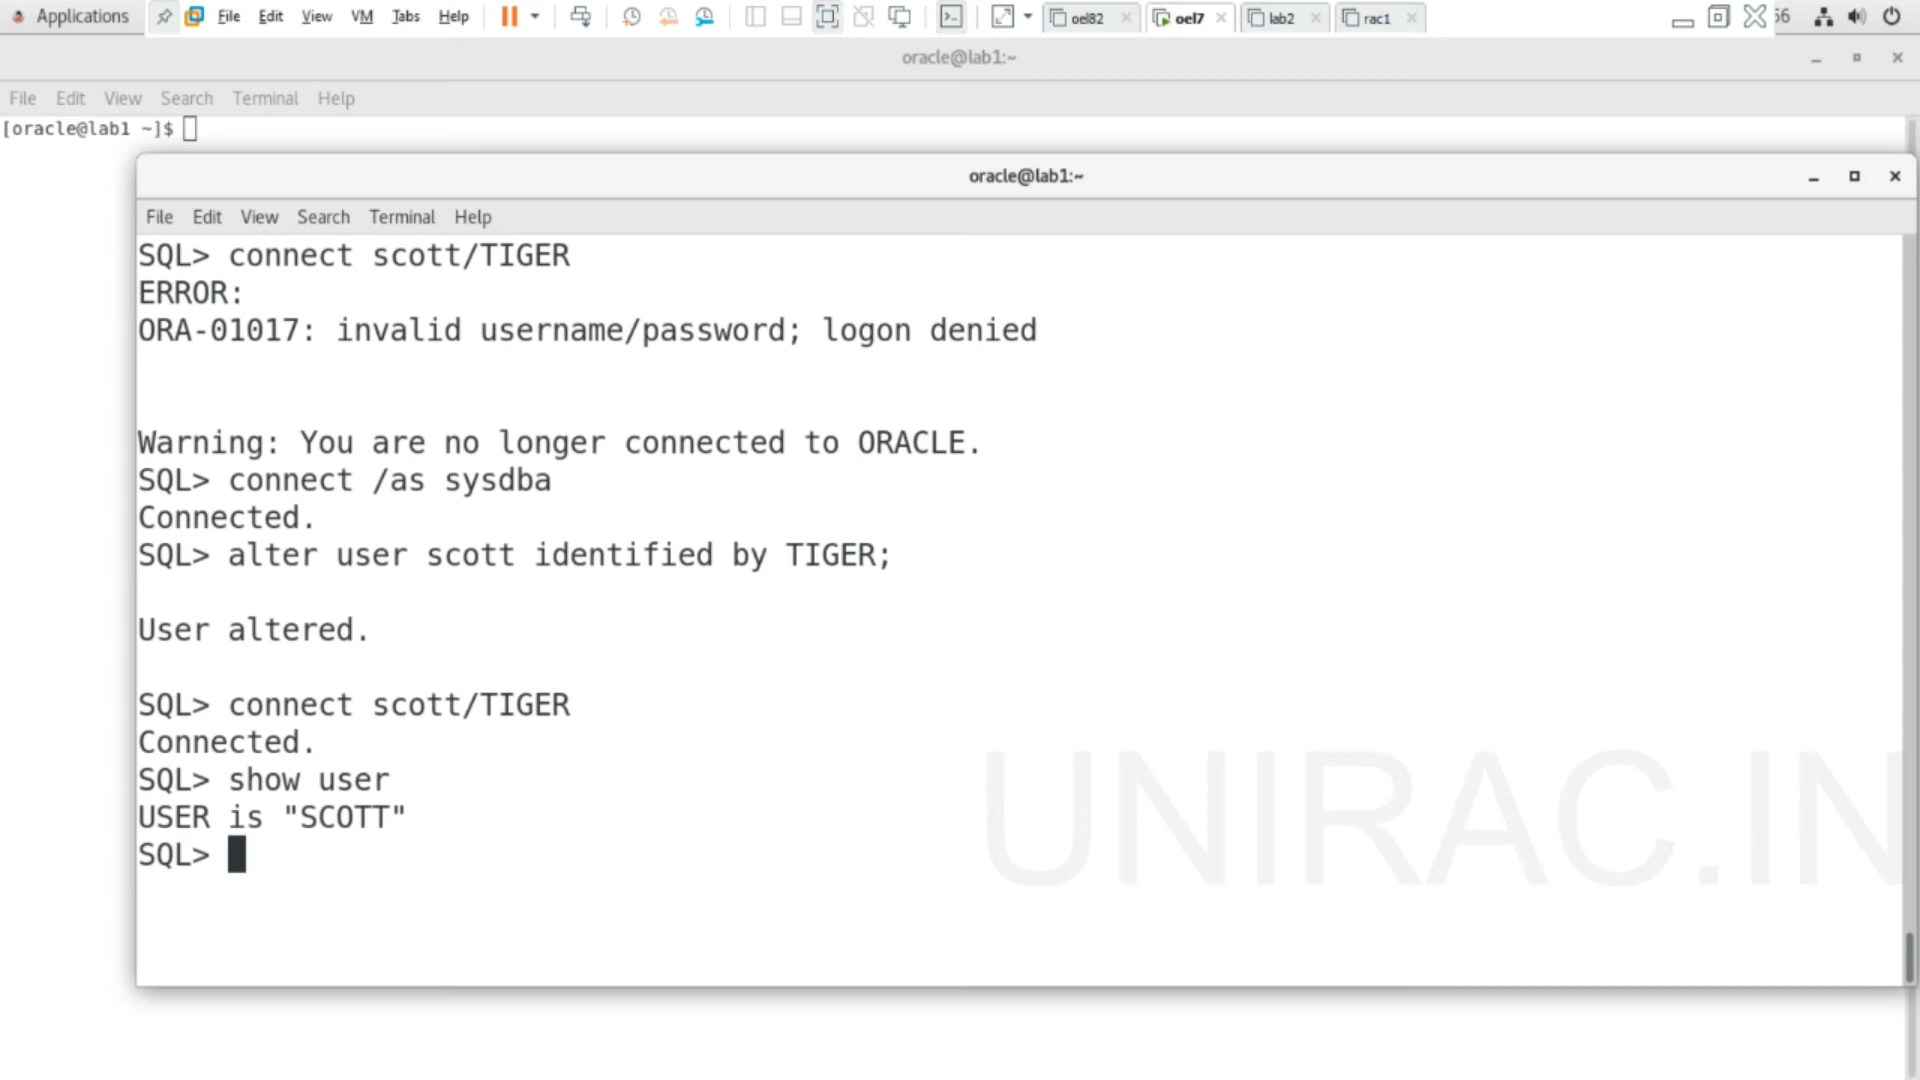 Applications File Edit View VM Tabs Help oel82 oel7 lab2 rac1 56
oracle@lab1:~
File Edit View Search Terminal Help
[oracle@lab1 ~]$
oracle@lab1:~
File Edit View Search Terminal Help
SQL> connect scott/TIGER
ERROR:
ORA-01017: invalid username/password; logon denied
Warning: You are no longer connected to ORACLE.
SQL> connect /as sysdba
Connected.
SQL> alter user scott identified by TIGER;
User altered.
SQL> connect scott/TIGER
Connected.
SQL> show user
USER is "SCOTT"
SQL>
UNIRAC.IN